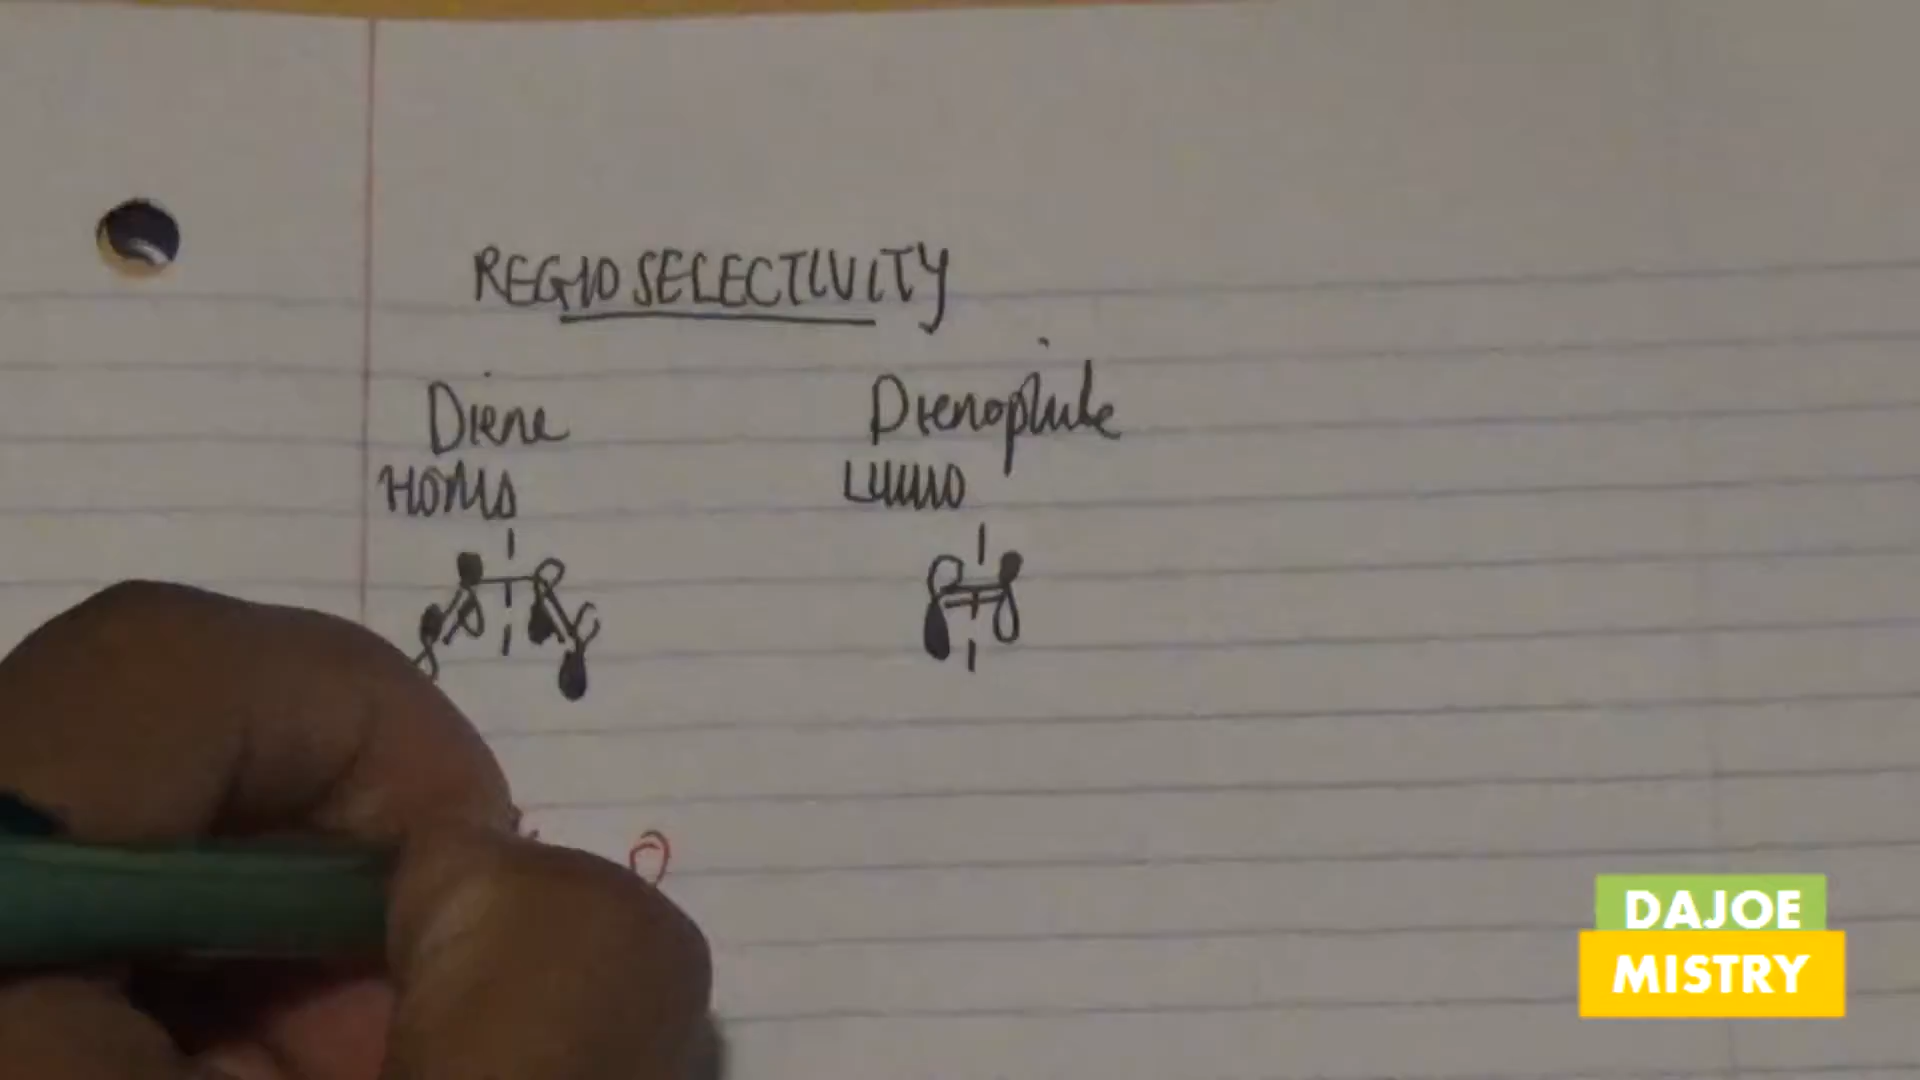 REGIOSELECTIVITY
Diene Dienophile
HOMO LUMO
DAJOE
MISTRY